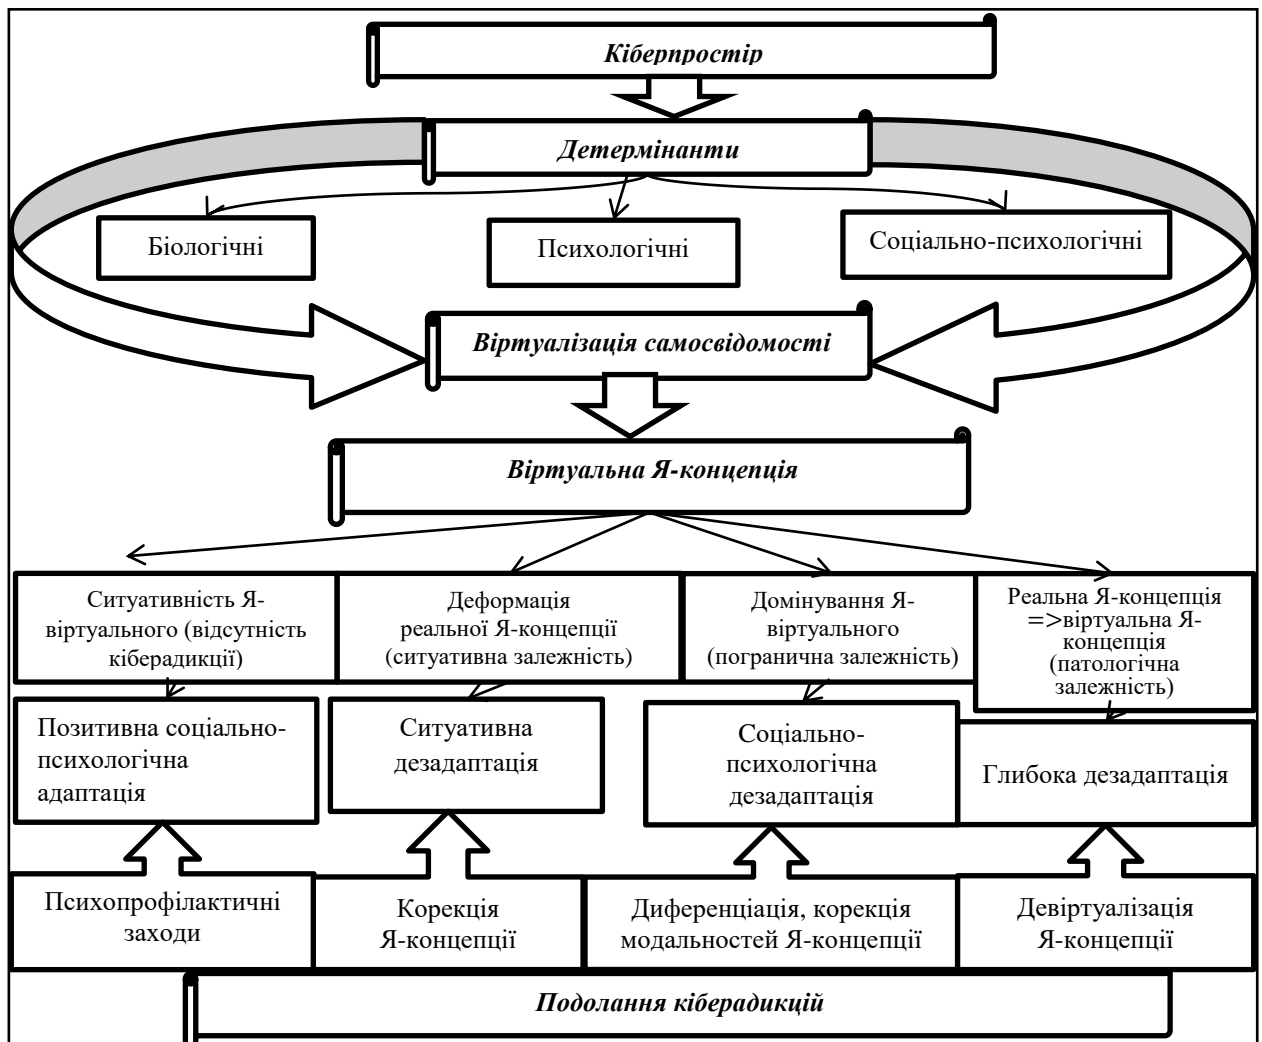 Кіберпростір
Детермінанти
Біологічні
Психологічні
Соціально-психологічні
Віртуалізація самосвідомості
Віртуальна Я-концепція
Ситуативність Я-
віртуального (відсутність
кіберадикції)
Деформація
реальної Я-концепції
(ситуативна залежність)
Домінування Я-
віртуального
(погранична залежність)
Реальна Я-концепція
=>віртуальна Я-
концепція
(патологічна
залежність)
Позитивна соціально-
психологічна
адаптація
Ситуативна
дезадаптація
Соціально-
психологічна
дезадаптація
Глибока дезадаптація
Психопрофілактичні
заходи
Корекція
Я-концепції
Диференціація, корекція
модальностей Я-концепції
Девіртуалізація
Я-концепції
Подолання кіберадикцій